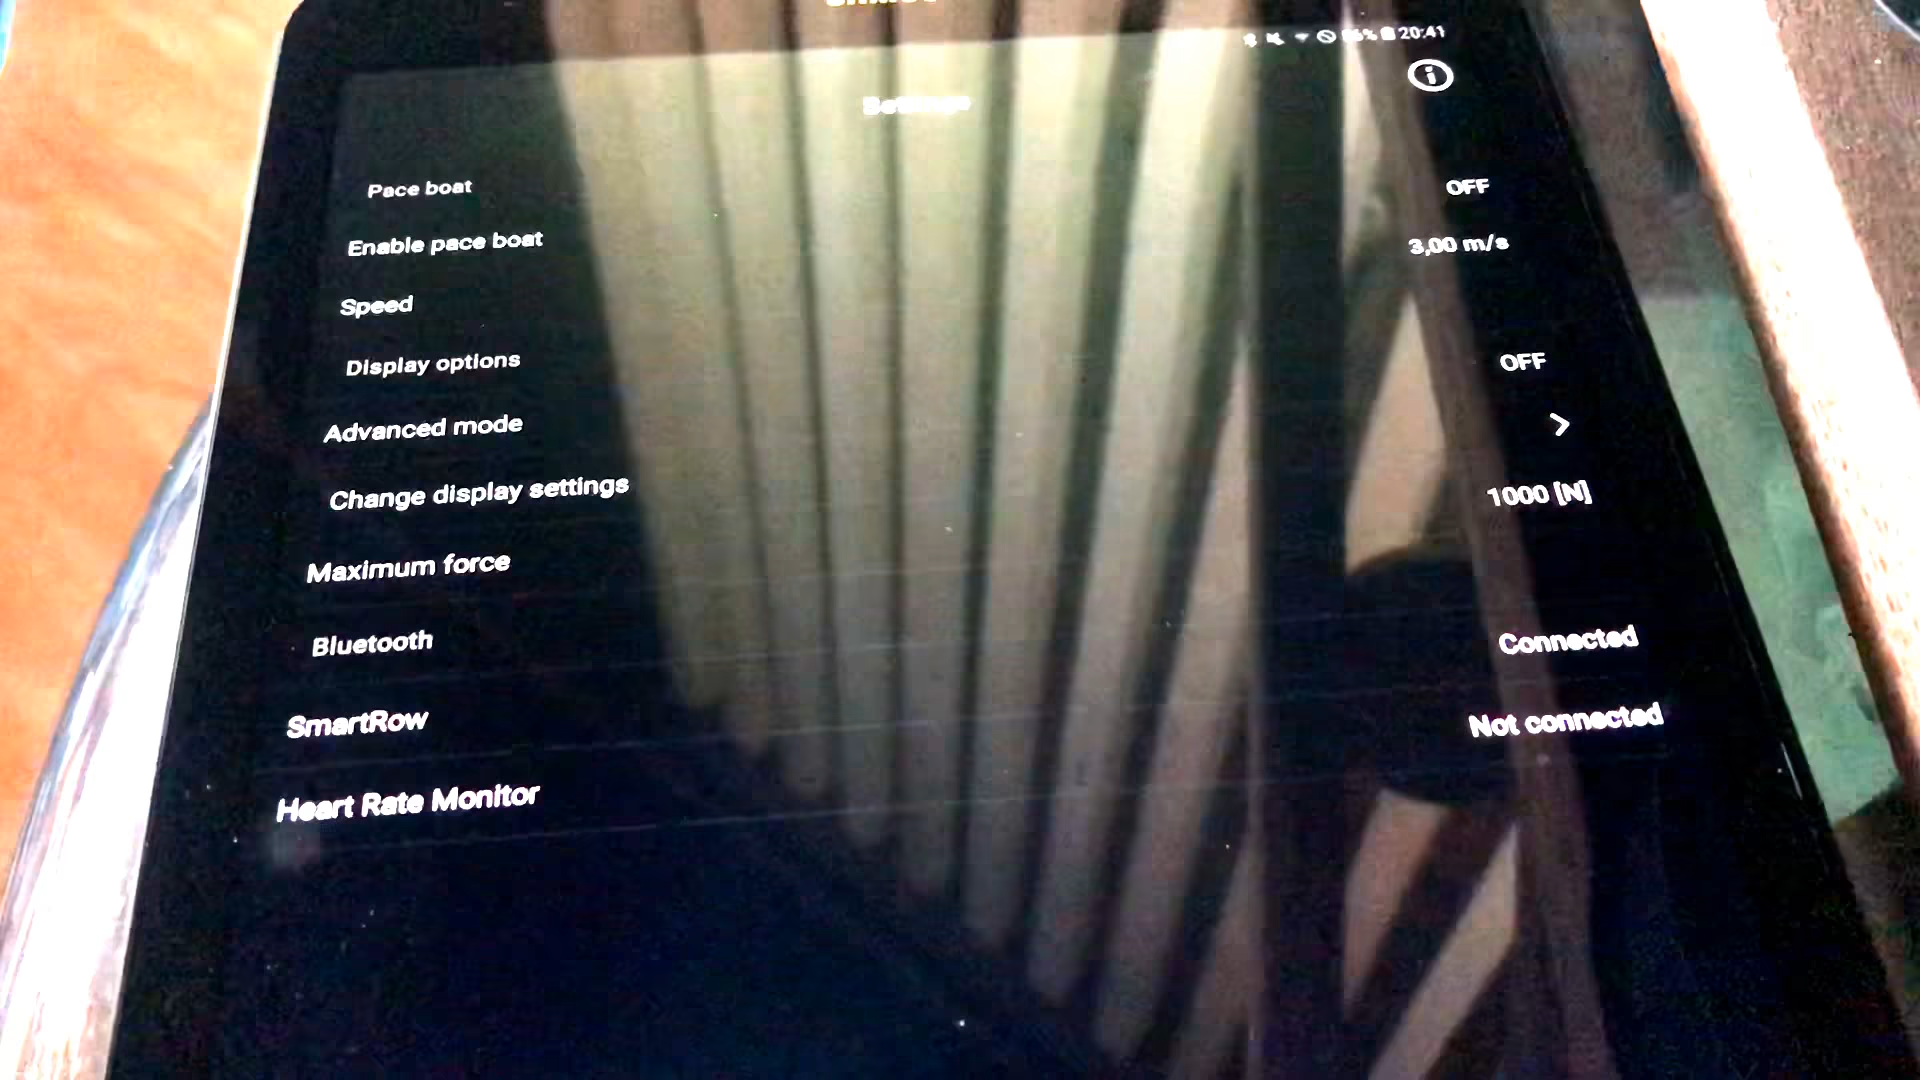 20:41
Settings
Pace boat
OFF
Enable pace boat
3,00 m/s
Speed
Display options
OFF
Advanced mode
Change display settings
1000 [N]
Maximum force
Bluetooth
Connected
SmartRow
Not connected
Heart Rate Monitor